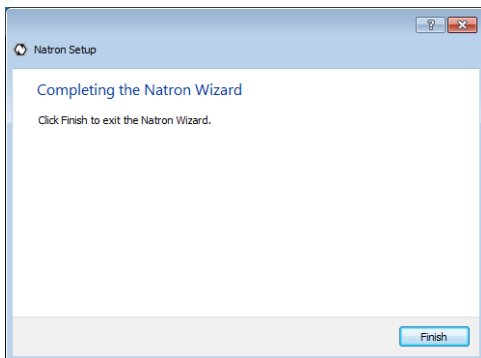 ?
Natron Setup
Completing the Natron Wizard
Click Finish to exit the Natron Wizard.
Finish